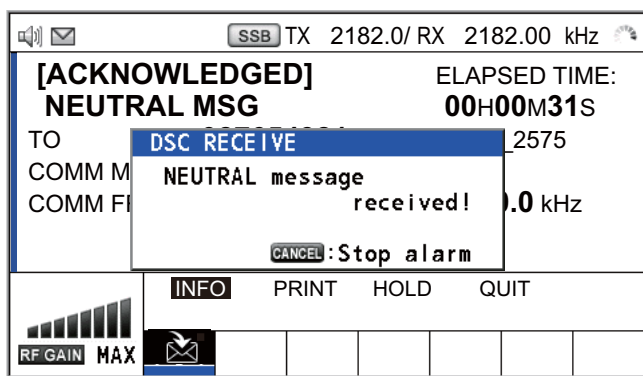 SSB TX 2182.0/ RX 2182.00 kHz
[ACKNOWLEDGED] ELAPSED TIME:
NEUTRAL MSG 00H00M31S
TO _2575
DSC RECEIVE
COMM M
NEUTRAL message
received!
COMM FR .0 kHz
CANCEL:Stop alarm
INFO PRINT HOLD QUIT
RF GAIN MAX